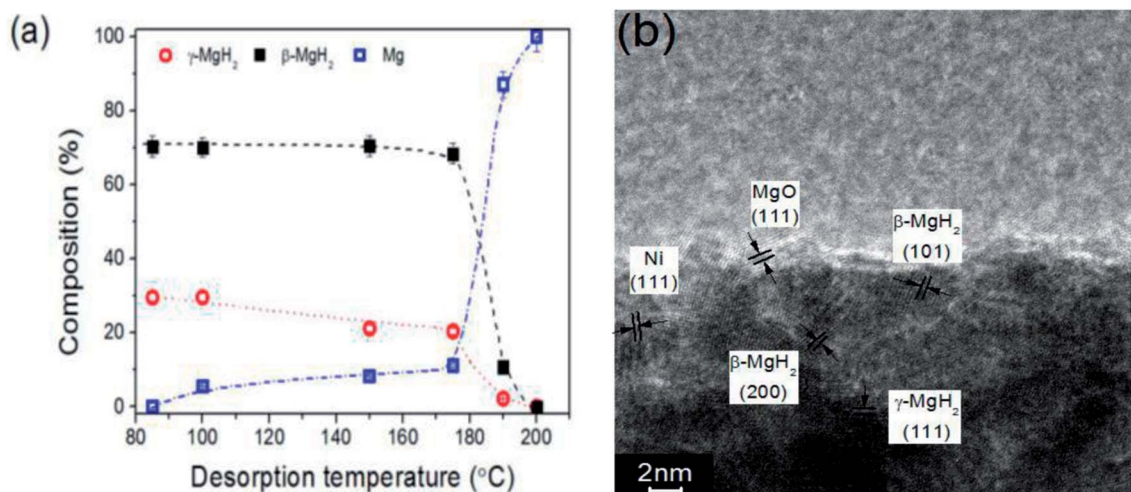 (a)
γ-MgH₂ β-MgH₂ Mg
100
80
60
40
20
0
Composition (%)
80 100 120 140 160 180 200
Desorption temperature (°C)
(b)
MgO
(111)
β-MgH₂
(101)
Ni
(111)
β-MgH₂
(200)
γ-MgH₂
(111)
2nm